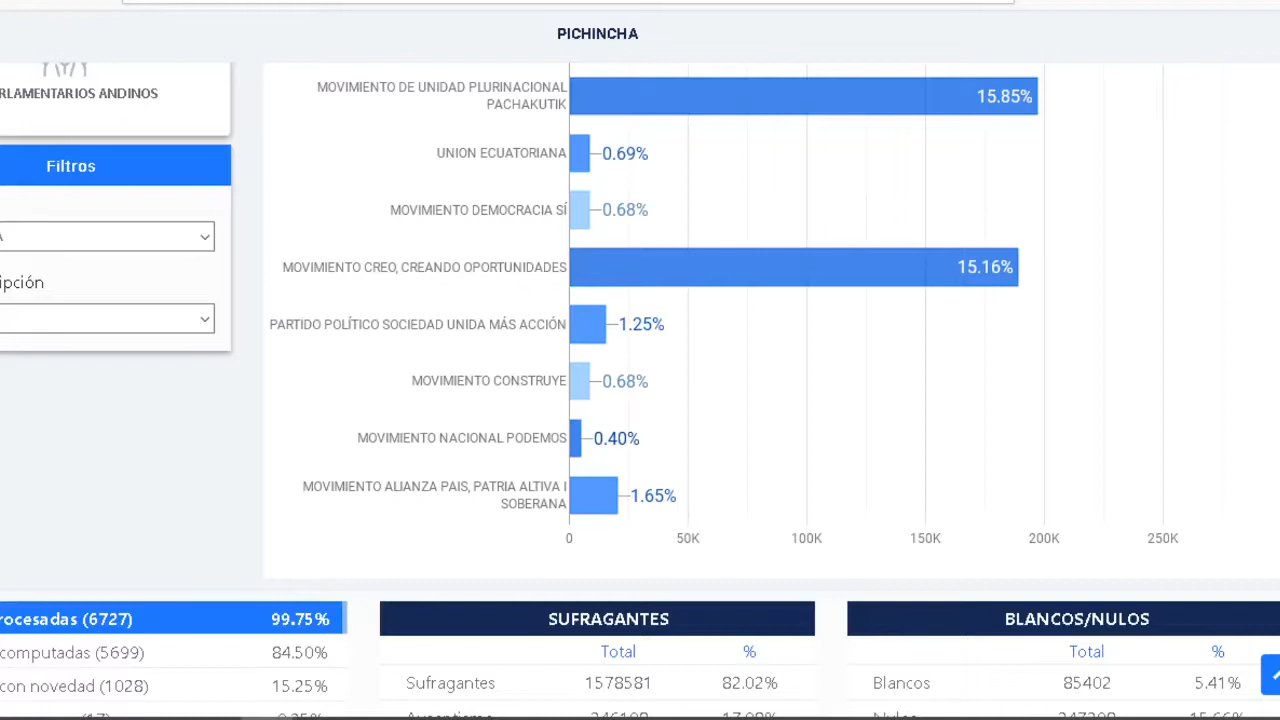 PICHINCHA
RLAMENTARIOS ANDINOS
Filtros
ipción
MOVIMIENTO DE UNIDAD PLURINACIONAL
PACHAKUTIK
15.85%
UNION ECUATORIANA
0.69%
MOVIMIENTO DEMOCRACIA SÍ
0.68%
MOVIMIENTO CREO, CREANDO OPORTUNIDADES
15.16%
PARTIDO POLÍTICO SOCIEDAD UNIDA MÁS ACCIÓN
1.25%
MOVIMIENTO CONSTRUYE
0.68%
MOVIMIENTO NACIONAL PODEMOS
0.40%
MOVIMIENTO ALIANZA PAIS, PATRIA ALTIVA I
SOBERANA
1.65%
0 50K 100K 150K 200K 250K
rocesadas (6727) 99.75%
computadas (5699) 84.50%
con novedad (1028) 15.25%
SUFRAGANTES
Total %
Sufragantes 1578581 82.02%
BLANCOS/NULOS
Total %
Blancos 85402 5.41%